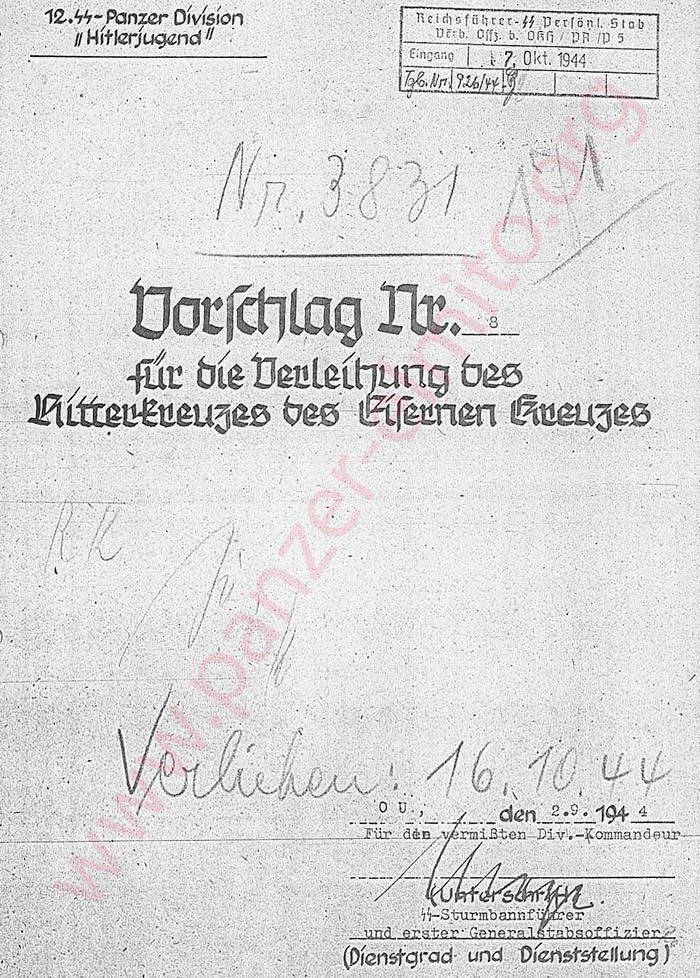 12.SS-Panzer Division
"Hitlerjugend"
Reichsführer-SS Persönl. Stab
Verb. Offz. b. OKH / PA /P 5
Eingang 7. Okt. 1944
Tgb. Nr. 926/44 g
Nr. 3831 171
Vorschlag Nr. 8
für die Verleihung des
Ritterkreuzes des Eisernen Kreuzes
RK
Verliehen: 16.10.44
O U., den 2.9. 1944
Für den vermißten Div.-Kommandeur
(Unterschrift)
SS-Sturmbannführer
und erster Generalstabsoffizier
(Dienstgrad und Dienststellung)
www.panzer-elmito.org